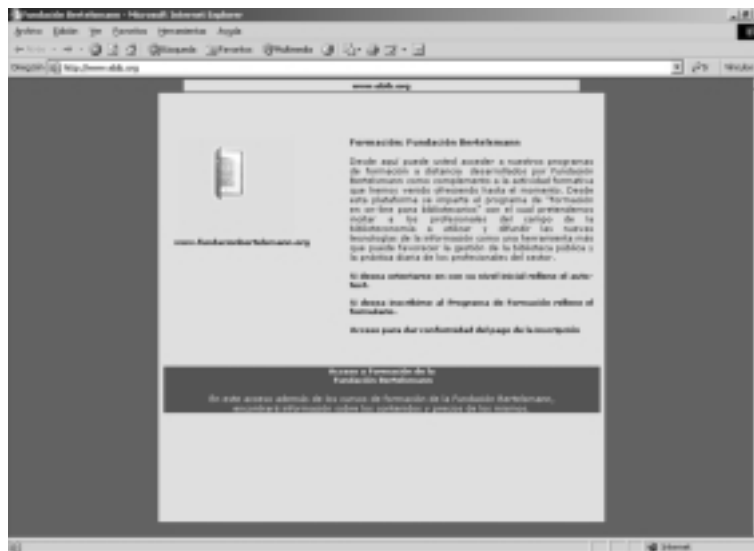 Fundación Bertelsmann - Microsoft Internet Explorer
Archivo Edición Ver Favoritos Herramientas Ayuda
Búsqueda Favoritos Multimedia
Dirección Ir Vínculos
Formación: Fundación Bertelsmann
Desde aquí puede usted acceder a nuestros programas
de formación a distancia desarrollados por Fundación
Bertelsmann como complemento a la actividad formativa
que hemos venido ofreciendo hasta el momento. Desde
esta plataforma se imparte el programa de "Formación
en on-line para bibliotecarios" con el cual pretendemos
incitar a los profesionales del campo de la
biblioteconomía a utilizar y difundir las nuevas
tecnologías de la información como una herramienta más
que puede favorecer la gestión de la biblioteca pública y
la práctica diaria de los profesionales del sector.
www.fundacionbertelsmann.org
Si desea orientarse en con su nivel inicial rellene el auto-
test.
Si desea inscribirse al Programa de Formación rellene el
formulario.
Acceso para dar conformidad del pago de la inscripción
Acceso a Formación de la
Fundación Bertelsmann
En este acceso además de los cursos de formación de la Fundación Bertelsmann,
encontrará información sobre los contenidos y precios de los mismos.
Internet